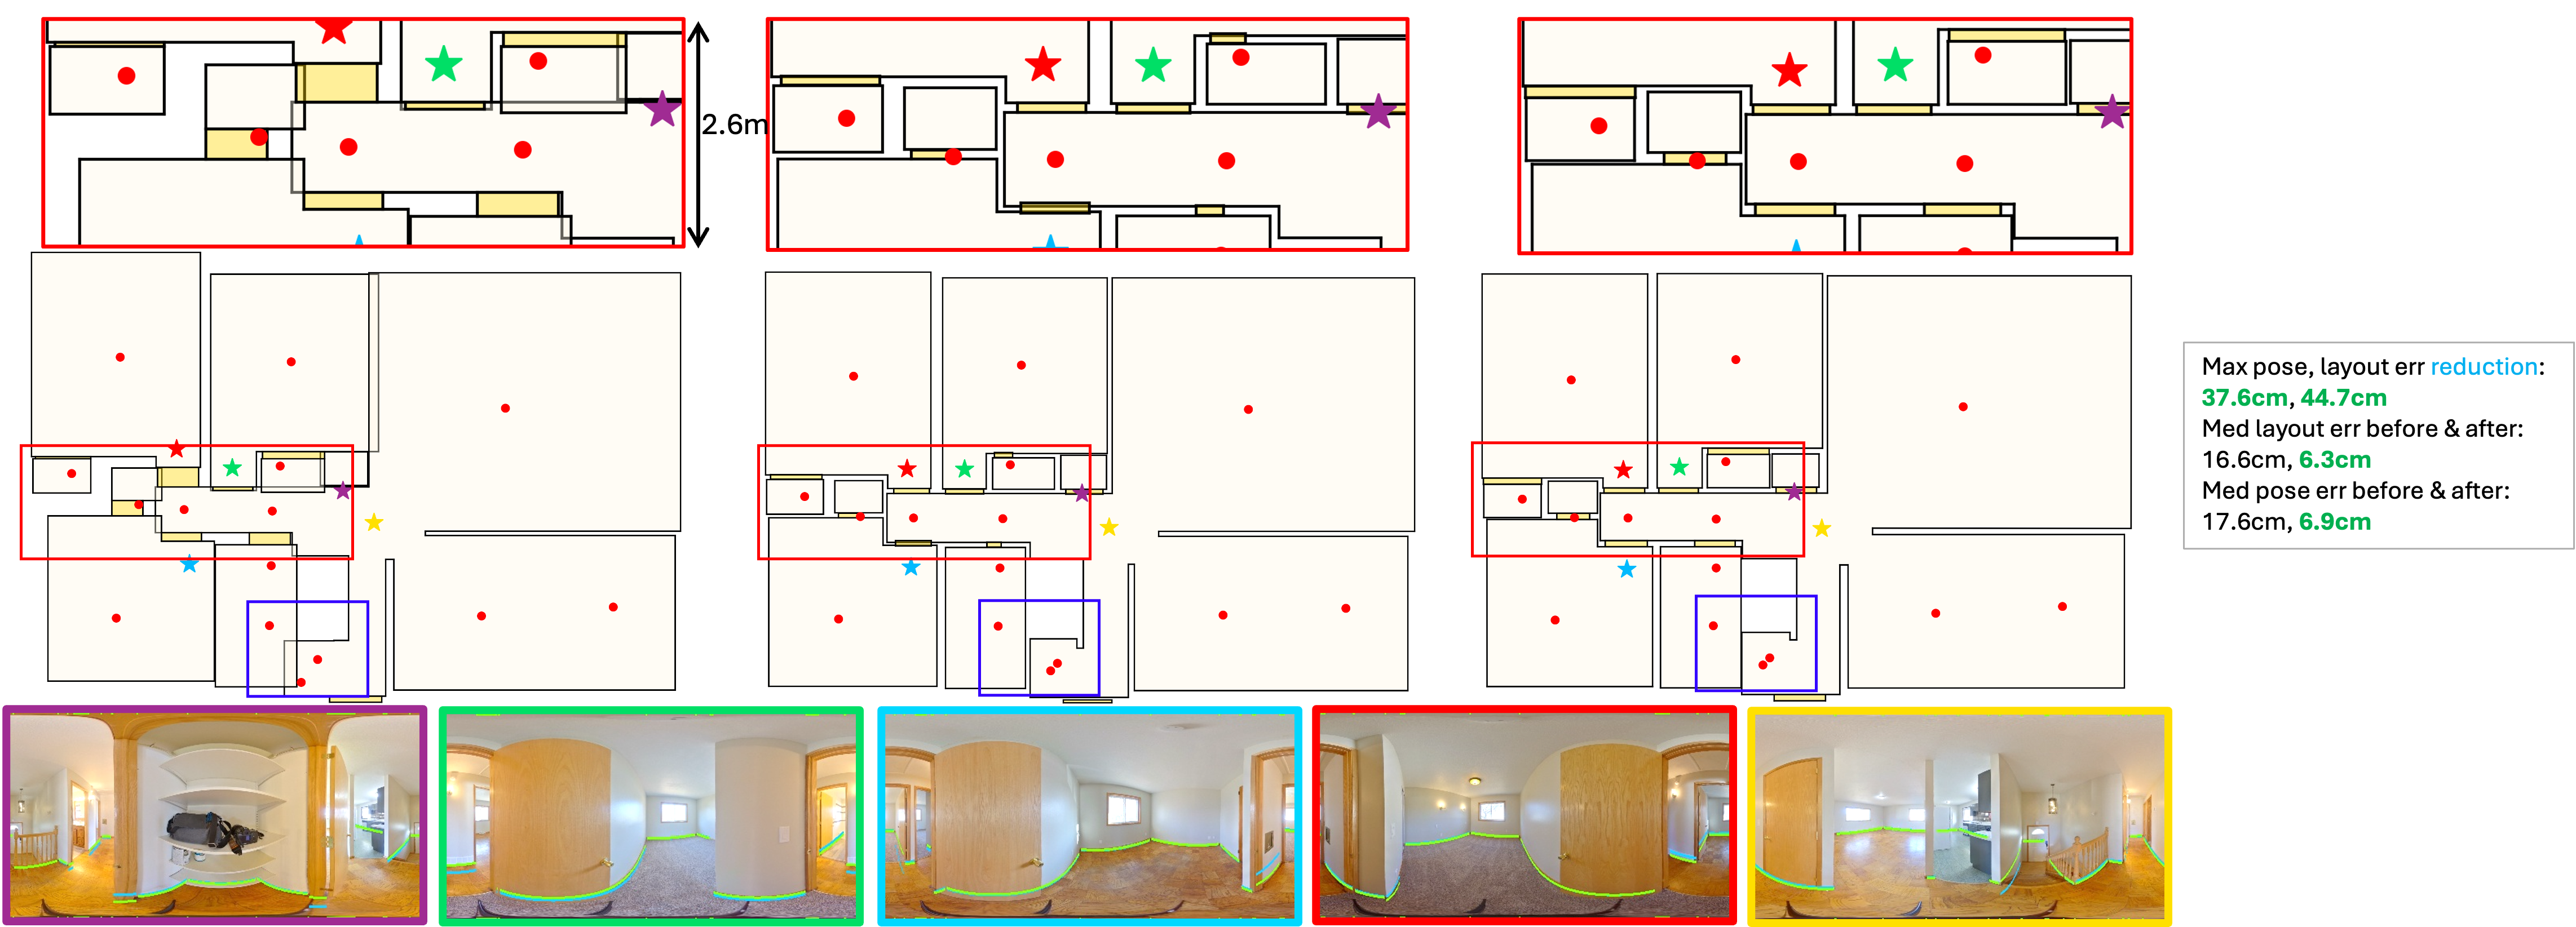 2.6m
Max pose, layout err reduction:
37.6cm, 44.7cm
Med layout err before & after:
16.6cm, 6.3cm
Med pose err before & after:
17.6cm, 6.9cm